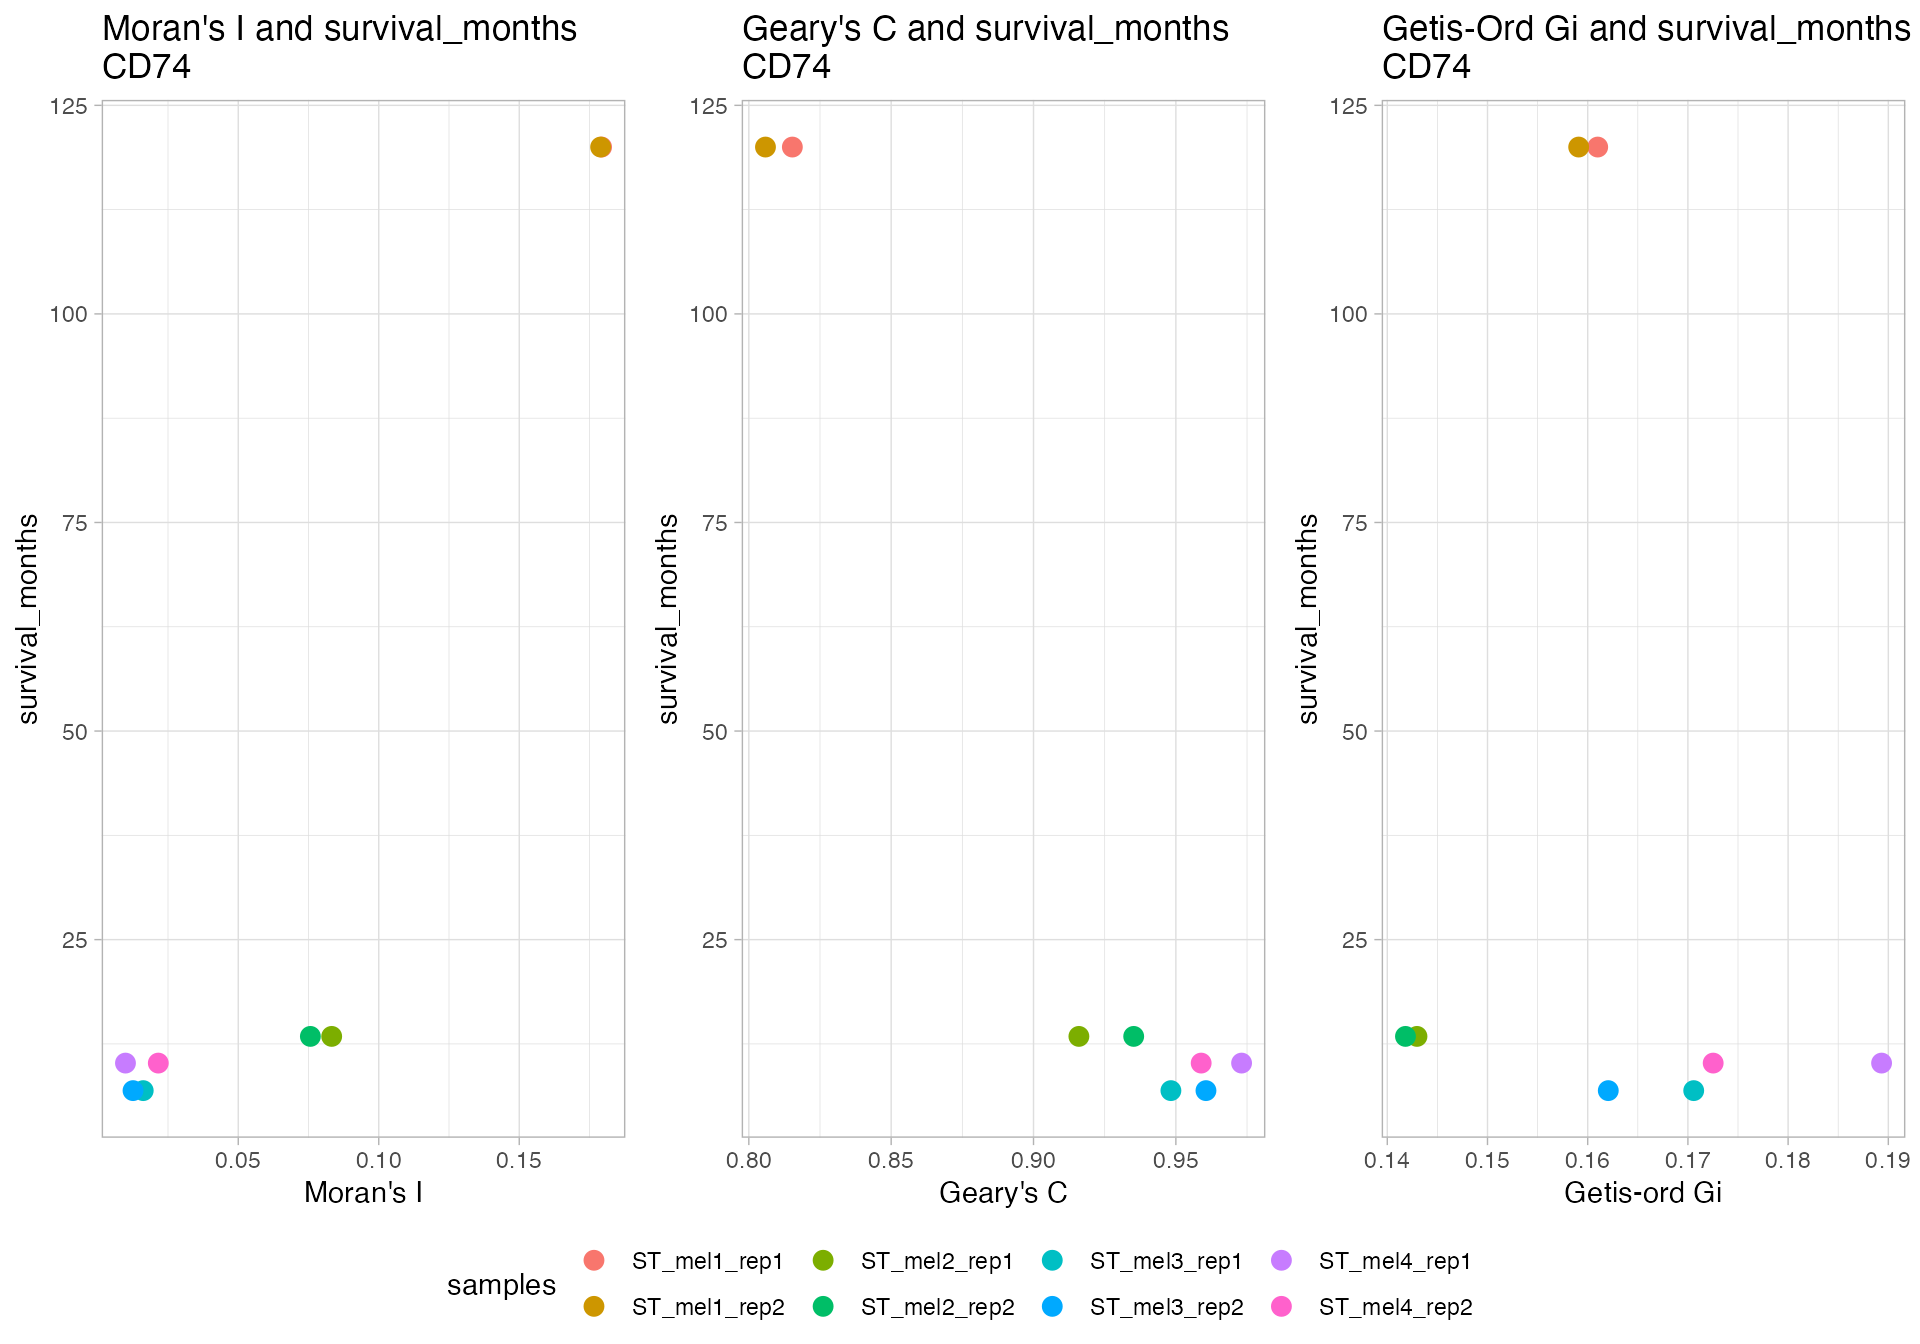 Moran's I and survival_months
CD74
125
100
75
50
25
survival_months
0.05 0.10 0.15
Moran's I
Geary's C and survival_months
CD74
125
100
75
50
25
survival_months
0.80 0.85 0.90 0.95
Geary's C
Getis-Ord Gi and survival_months
CD74
125
100
75
50
25
survival_months
0.14 0.15 0.16 0.17 0.18 0.19
Getis-ord Gi
samples
ST_mel1_rep1 ST_mel2_rep1 ST_mel3_rep1 ST_mel4_rep1
ST_mel1_rep2 ST_mel2_rep2 ST_mel3_rep2 ST_mel4_rep2